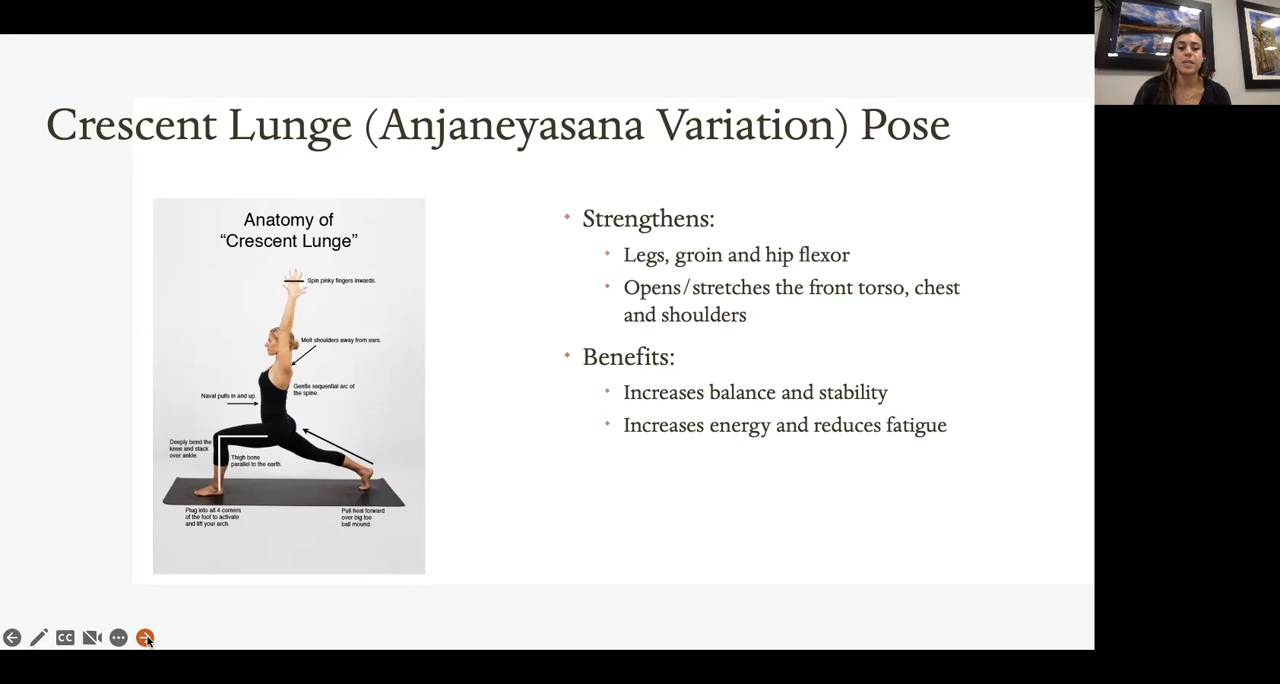 Crescent Lunge (Anjaneyasana Variation) Pose
Anatomy of
“Crescent Lunge”
Spin pinky fingers inwards.
Melt shoulders away from ears.
Gentle sequential arc of
the spine.
Naval pulls in and up.
Deeply bend the
knee and stack
over ankle.
Thigh bone
parallel to the earth.
Plug into all 4 corners
of the foot to activate
and lift your arch.
Pull heal forward
over big toe
ball mound.
Strengthens:
Legs, groin and hip flexor
Opens/stretches the front torso, chest
and shoulders
Benefits:
Increases balance and stability
Increases energy and reduces fatigue
CC